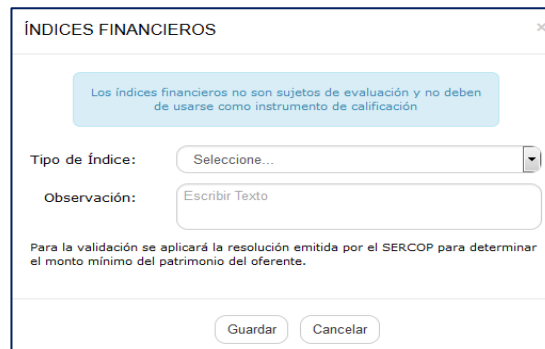 ÍNDICES FINANCIEROS
×
Los índices financieros no son sujetos de evaluación y no deben
de usarse como instrumento de calificación
Tipo de Índice:
Seleccione...
Observación:
Escribir Texto
Para la validación se aplicará la resolución emitida por el SERCOP para determinar
el monto mínimo del patrimonio del oferente.
Guardar
Cancelar